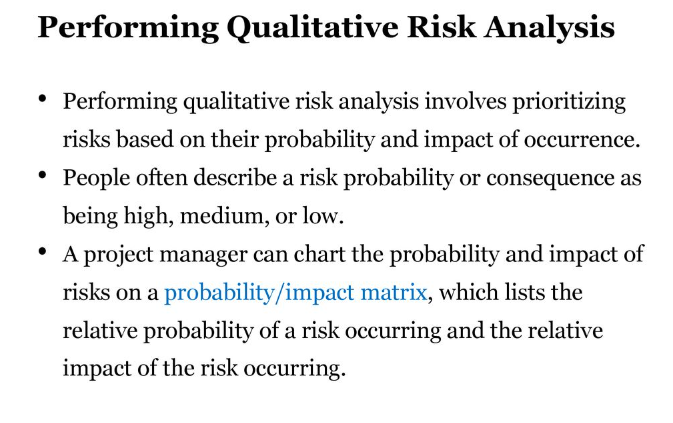 Performing Qualitative Risk Analysis
• Performing qualitative risk analysis involves prioritizing
risks based on their probability and impact of occurrence.
• People often describe a risk probability or consequence as
being high, medium, or low.
• A project manager can chart the probability and impact of
risks on a probability/impact matrix, which lists the
relative probability of a risk occurring and the relative
impact of the risk occurring.